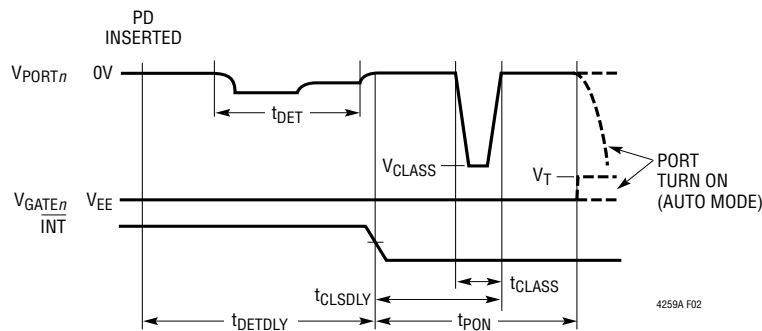 PD
INSERTED
VPORTn 0V
tDET
VCLASS
VT
PORT
TURN ON
(AUTO MODE)
VGATEn VEE
INT
tCLASS
tCLSDLY
tDETDLY
tPON
4259A F02